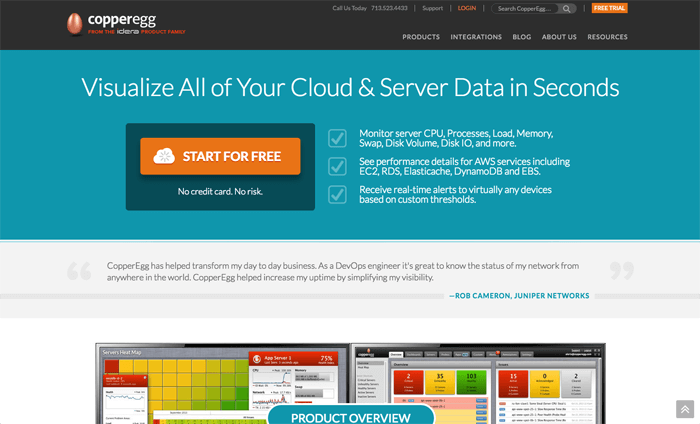 Call Us Today 713.523.4433 Support LOGIN Search CopperEgg... FREE TRIAL
copperegg
FROM THE idera PRODUCT FAMILY
PRODUCTS INTEGRATIONS BLOG ABOUT US RESOURCES
Visualize All of Your Cloud & Server Data in Seconds
START FOR FREE
No credit card. No risk.
Monitor server CPU, Processes, Load, Memory,
Swap, Disk Volume, Disk IO, and more.
See performance details for AWS services including
EC2, RDS, Elasticache, DynamoDB and EBS.
Receive real-time alerts to virtually any devices
based on custom thresholds.
CopperEgg has helped transform my day to day business. As a DevOps engineer it's great to know the status of my network from
anywhere in the world. CopperEgg helped increase my uptime by simplifying my visibility.
—ROB CAMERON, JUNIPER NETWORKS
Servers Heat Map
App Server 1
75%
copperegg
2 35 103
15 0 2
PRODUCT OVERVIEW